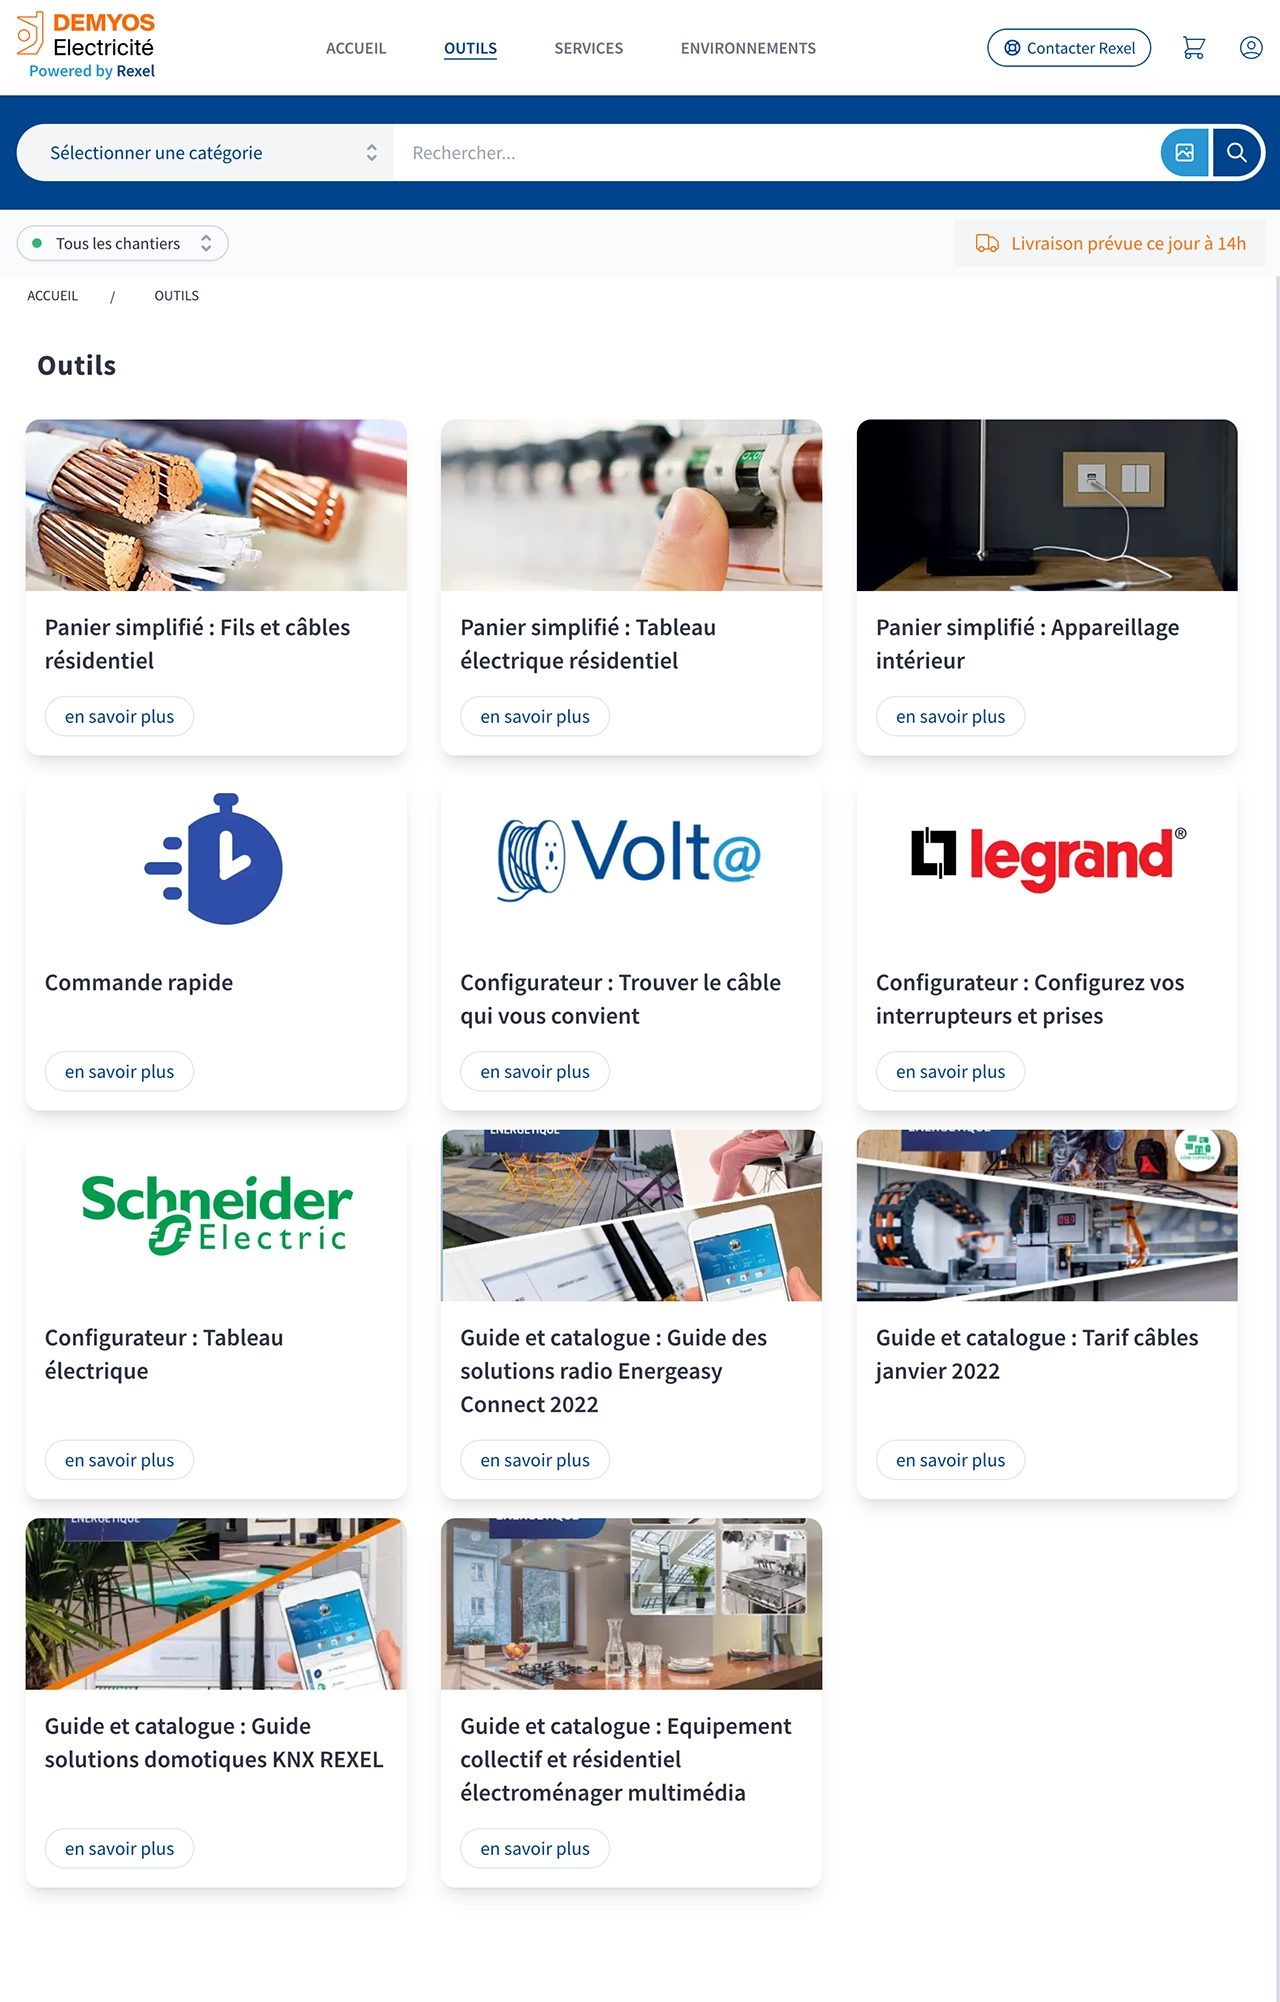 DEMYOS
Electricité
Powered by Rexel
ACCUEIL
OUTILS
SERVICES
ENVIRONNEMENTS
Contacter Rexel
Sélectionner une catégorie
Rechercher...
Tous les chantiers
Livraison prévue ce jour à 14h
ACCUEIL / OUTILS
Outils
Panier simplifié : Fils et câbles
résidentiel
en savoir plus
Panier simplifié : Tableau
électrique résidentiel
en savoir plus
Panier simplifié : Appareillage
intérieur
en savoir plus
Commande rapide
en savoir plus
Volt@
Configurateur : Trouver le câble
qui vous convient
en savoir plus
legrand®
Configurateur : Configurez vos
interrupteurs et prises
en savoir plus
Schneider
Electric
Configurateur : Tableau
électrique
en savoir plus
ENERGETIQUE
Guide et catalogue : Guide des
solutions radio Energeasy
Connect 2022
en savoir plus
ENERGETIQUE
Guide et catalogue : Tarif câbles
janvier 2022
en savoir plus
ENERGETIQUE
Guide et catalogue : Guide
solutions domotiques KNX REXEL
en savoir plus
ENERGETIQUE
Guide et catalogue : Equipement
collectif et résidentiel
électroménager multimédia
en savoir plus